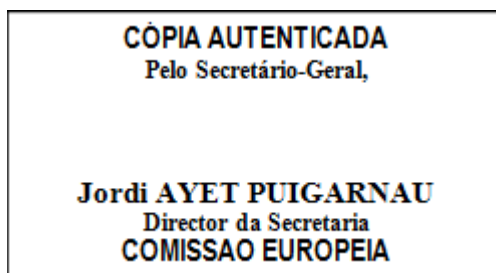 CÓPIA AUTENTICADA
Pelo Secretário-Geral,
Jordi AYET PUIGARNAU
Director da Secretaria
COMISSAO EUROPEIA